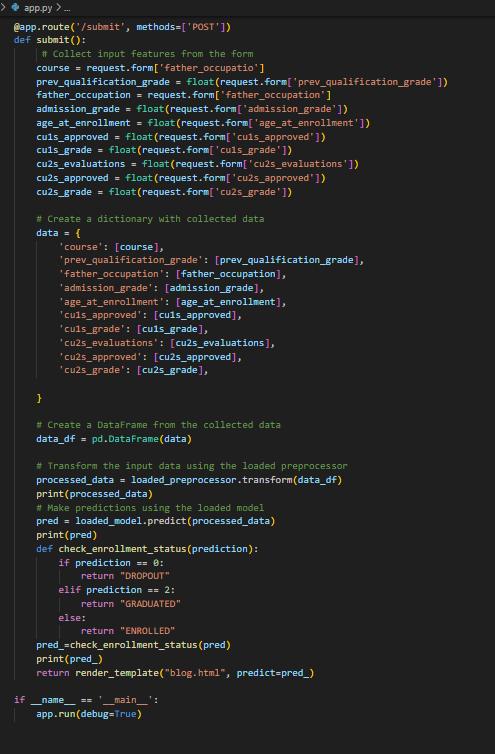 app.py > ...
@app.route('/submit', methods=['POST'])
def submit():
    # Collect input features from the form
    course = request.form['father_occupatio']
    prev_qualification_grade = float(request.form['prev_qualification_grade'])
    father_occupation = request.form['father_occupation']
    admission_grade = float(request.form['admission_grade'])
    age_at_enrollment = float(request.form['age_at_enrollment'])
    cu1s_approved = float(request.form['cu1s_approved'])
    cu1s_grade = float(request.form['cu1s_grade'])
    cu2s_evaluations = float(request.form['cu2s_evaluations'])
    cu2s_approved = float(request.form['cu2s_approved'])
    cu2s_grade = float(request.form['cu2s_grade'])
    # Create a dictionary with collected data
    data = {
        'course': [course],
        'prev_qualification_grade': [prev_qualification_grade],
        'father_occupation': [father_occupation],
        'admission_grade': [admission_grade],
        'age_at_enrollment': [age_at_enrollment],
        'cu1s_approved': [cu1s_approved],
        'cu1s_grade': [cu1s_grade],
        'cu2s_evaluations': [cu2s_evaluations],
        'cu2s_approved': [cu2s_approved],
        'cu2s_grade': [cu2s_grade],
    }
    # Create a DataFrame from the collected data
    data_df = pd.DataFrame(data)
    # Transform the input data using the loaded preprocessor
    processed_data = loaded_preprocessor.transform(data_df)
    print(processed_data)
    # Make predictions using the loaded model
    pred = loaded_model.predict(processed_data)
    print(pred)
    def check_enrollment_status(prediction):
        if prediction == 0:
            return "DROPOUT"
        elif prediction == 2:
            return "GRADUATED"
        else:
            return "ENROLLED"
    pred_=check_enrollment_status(pred)
    print(pred_)
    return render_template("blog.html", predict=pred_)
if __name__ == '__main__':
    app.run(debug=True)